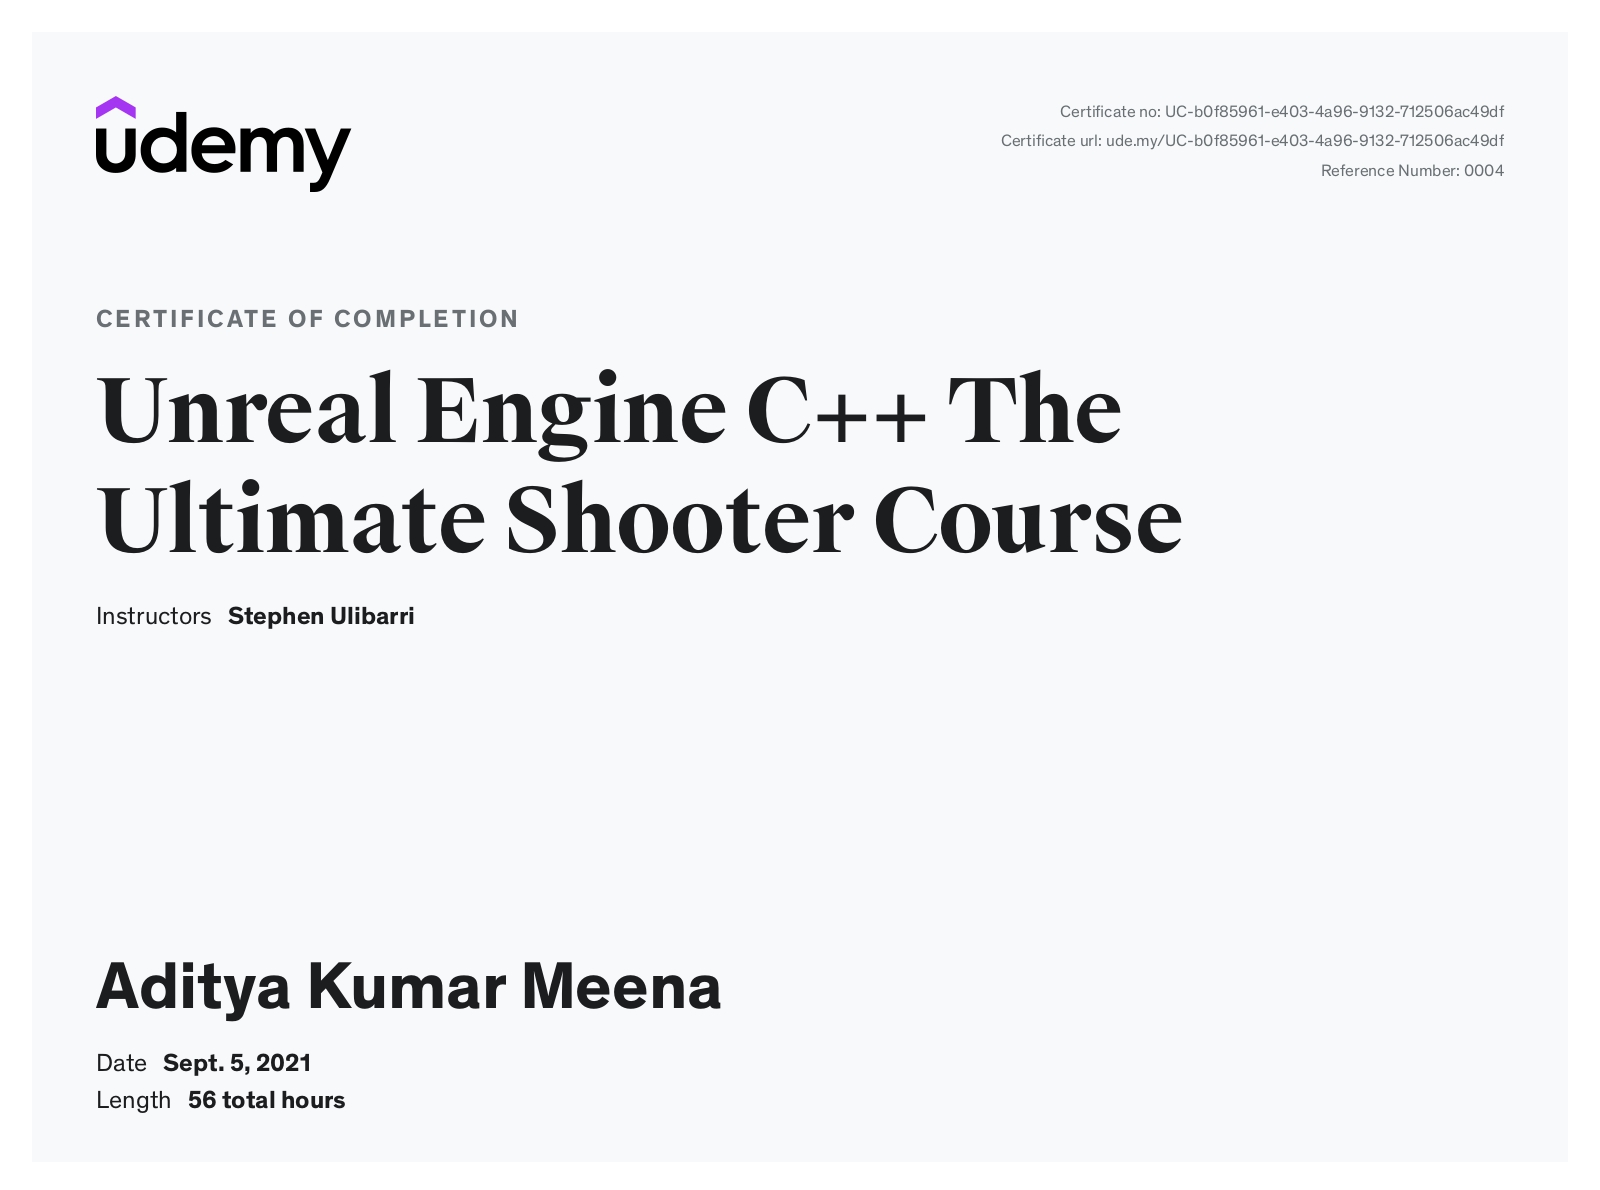 udemy
Certificate no: UC-b0f85961-e403-4a96-9132-712506ac49df
Certificate url: ude.my/UC-b0f85961-e403-4a96-9132-712506ac49df
Reference Number: 0004
CERTIFICATE OF COMPLETION
Unreal Engine C++ The
Ultimate Shooter Course
Instructors Stephen Ulibarri
Aditya Kumar Meena
Date Sept. 5, 2021
Length 56 total hours